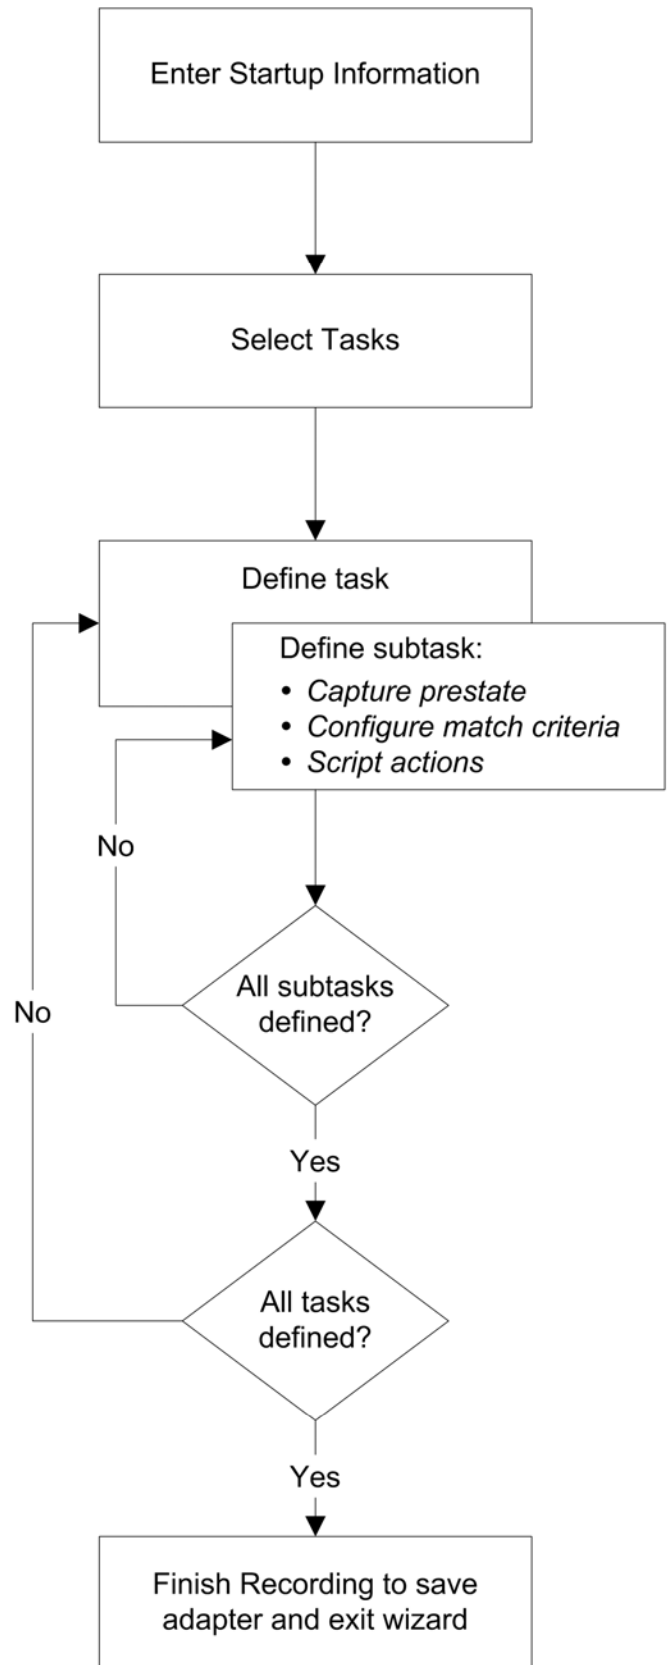 Enter Startup Information
Select Tasks
Define task
Define subtask:
• Capture prestate
• Configure match criteria
• Script actions
No
All subtasks
defined?
No
Yes
All tasks
defined?
Yes
Finish Recording to save
adapter and exit wizard